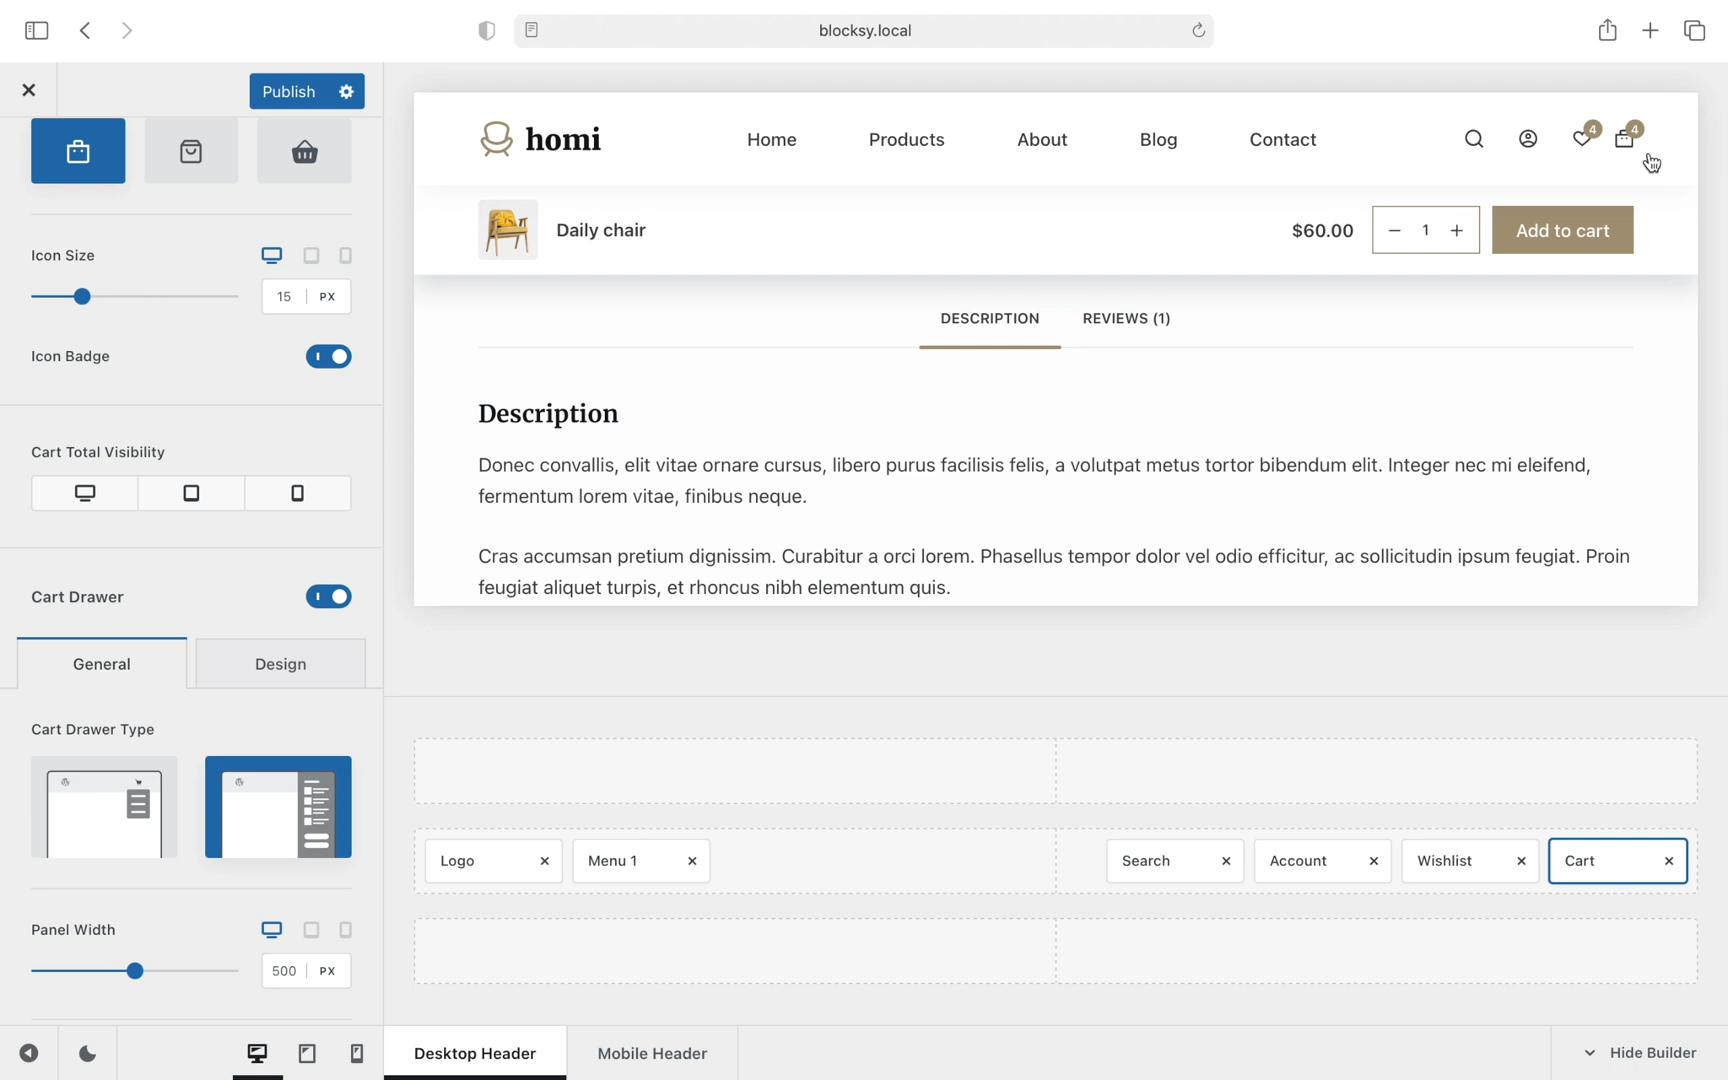 blocksy.local
Publish
homi
Home
Products
About
Blog
Contact
4
4
Daily chair
$60.00
− 1 +
Add to cart
Icon Size
15 PX
Icon Badge
DESCRIPTION
REVIEWS (1)
Description
Donec convallis, elit vitae ornare cursus, libero purus facilisis felis, a volutpat metus tortor bibendum elit. Integer nec mi eleifend,
fermentum lorem vitae, finibus neque.
Cras accumsan pretium dignissim. Curabitur a orci lorem. Phasellus tempor dolor vel odio efficitur, ac sollicitudin ipsum feugiat. Proin
feugiat aliquet turpis, et rhoncus nibh elementum quis.
Cart Total Visibility
Cart Drawer
General
Design
Cart Drawer Type
Panel Width
500 PX
Logo
Menu 1
Search
Account
Wishlist
Cart
Desktop Header
Mobile Header
Hide Builder